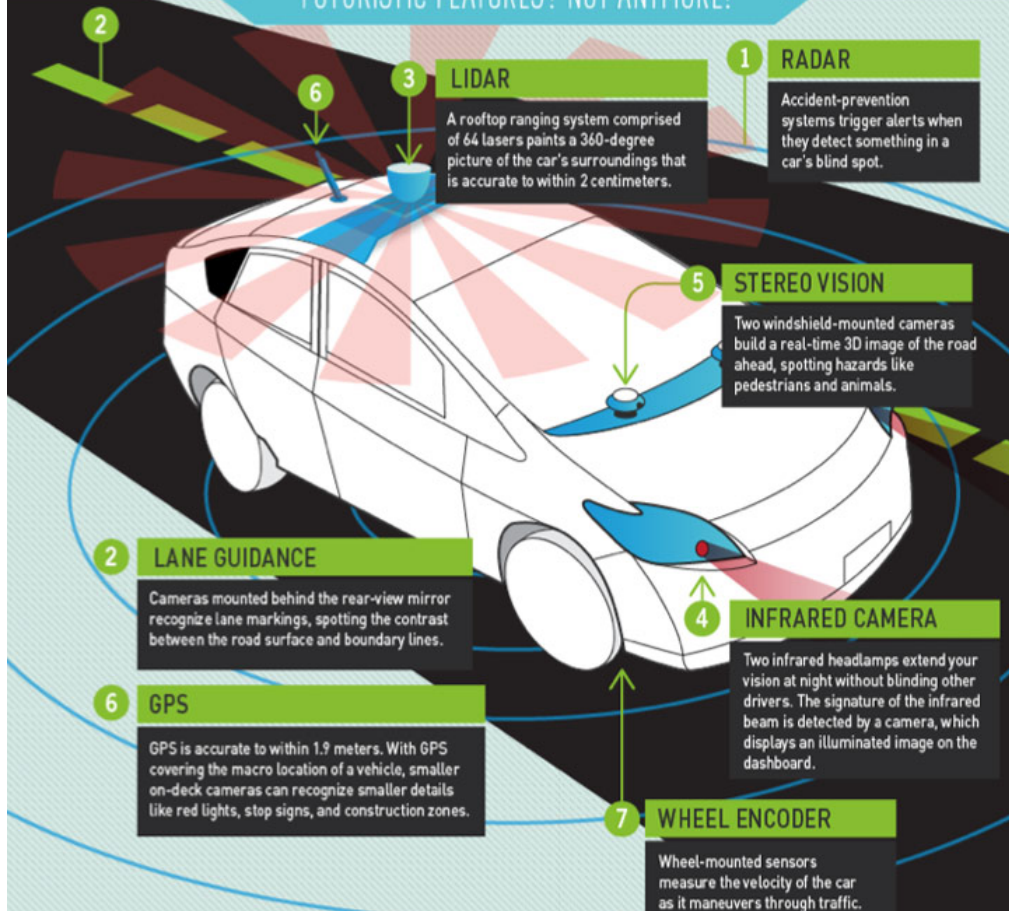 FUTURISTIC FEATURES? NOT ANYMORE!
2
6
3
LIDAR
A rooftop ranging system comprised
of 64 lasers paints a 360-degree
picture of the car's surroundings that
is accurate to within 2 centimeters.
1
RADAR
Accident-prevention
systems trigger alerts when
they detect something in a
car's blind spot.
5
STEREO VISION
Two windshield-mounted cameras
build a real-time 3D image of the road
ahead, spotting hazards like
pedestrians and animals.
2
LANE GUIDANCE
Cameras mounted behind the rear-view mirror
recognize lane markings, spotting the contrast
between the road surface and boundary lines.
4
INFRARED CAMERA
Two infrared headlamps extend your
vision at night without blinding other
drivers. The signature of the infrared
beam is detected by a camera, which
displays an illuminated image on the
dashboard.
6
GPS
GPS is accurate to within 1.9 meters. With GPS
covering the macro location of a vehicle, smaller
on-deck cameras can recognize smaller details
like red lights, stop signs, and construction zones.
7
WHEEL ENCODER
Wheel-mounted sensors
measure the velocity of the car
as it maneuvers through traffic.